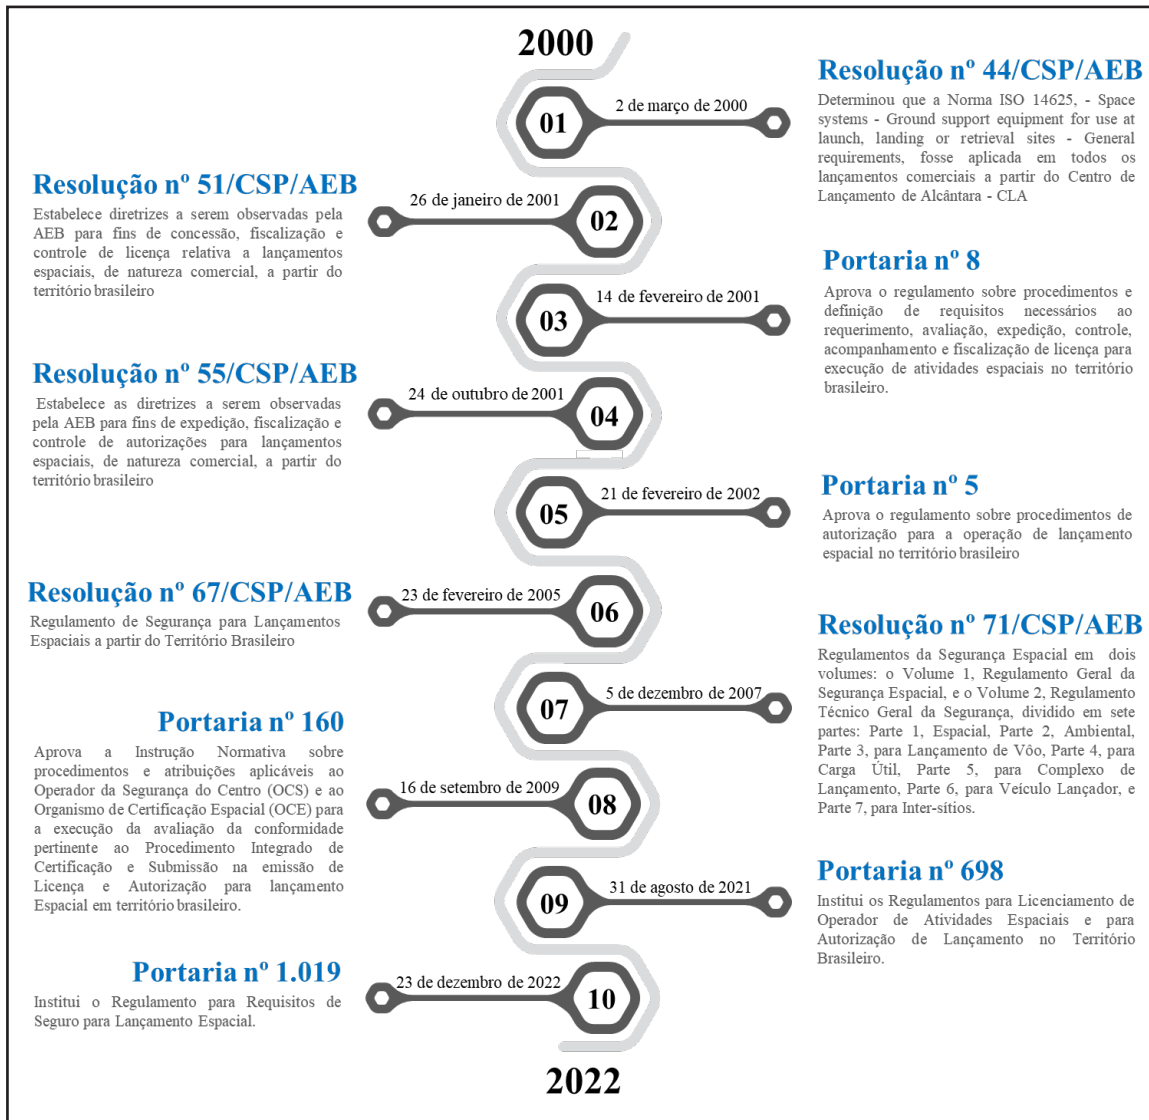 2000
01
2 de março de 2000
Resolução nº 44/CSP/AEB
Determinou que a Norma ISO 14625, - Space
systems - Ground support equipment for use at
launch, landing or retrieval sites - General
requirements, fosse aplicada em todos os
lançamentos comerciais a partir do Centro de
Lançamento de Alcântara - CLA
Resolução nº 51/CSP/AEB
Estabelece diretrizes a serem observadas pela
AEB para fins de concessão, fiscalização e
controle de licença relativa a lançamentos
espaciais, de natureza comercial, a partir do
território brasileiro
26 de janeiro de 2001
02
03
14 de fevereiro de 2001
Portaria nº 8
Aprova o regulamento sobre procedimentos e
definição de requisitos necessários ao
requerimento, avaliação, expedição, controle,
acompanhamento e fiscalização de licença para
execução de atividades espaciais no território
brasileiro.
Resolução nº 55/CSP/AEB
Estabelece as diretrizes a serem observadas
pela AEB para fins de expedição, fiscalização e
controle de autorizações para lançamentos
espaciais, de natureza comercial, a partir do
território brasileiro
24 de outubro de 2001
04
05
21 de fevereiro de 2002
Portaria nº 5
Aprova o regulamento sobre procedimentos de
autorização para a operação de lançamento
espacial no território brasileiro
Resolução nº 67/CSP/AEB
Regulamento de Segurança para Lançamentos
Espaciais a partir do Território Brasileiro
23 de fevereiro de 2005
06
07
5 de dezembro de 2007
Resolução nº 71/CSP/AEB
Regulamentos da Segurança Espacial em dois
volumes: o Volume 1, Regulamento Geral da
Segurança Espacial, e o Volume 2, Regulamento
Técnico Geral da Segurança, dividido em sete
partes: Parte 1, Espacial, Parte 2, Ambiental,
Parte 3, para Lançamento de Vôo, Parte 4, para
Carga Útil, Parte 5, para Complexo de
Lançamento, Parte 6, para Veículo Lançador, e
Parte 7, para Inter-sítios.
Portaria nº 160
Aprova a Instrução Normativa sobre
procedimentos e atribuições aplicáveis ao
Operador da Segurança do Centro (OCS) e ao
Organismo de Certificação Espacial (OCE) para
a execução da avaliação da conformidade
pertinente ao Procedimento Integrado de
Certificação e Submissão na emissão de
Licença e Autorização para lançamento
Espacial em território brasileiro.
16 de setembro de 2009
08
09
31 de agosto de 2021
Portaria nº 698
Institui os Regulamentos para Licenciamento de
Operador de Atividades Espaciais e para
Autorização de Lançamento no Território
Brasileiro.
Portaria nº 1.019
Institui o Regulamento para Requisitos de
Seguro para Lançamento Espacial.
23 de dezembro de 2022
10
2022